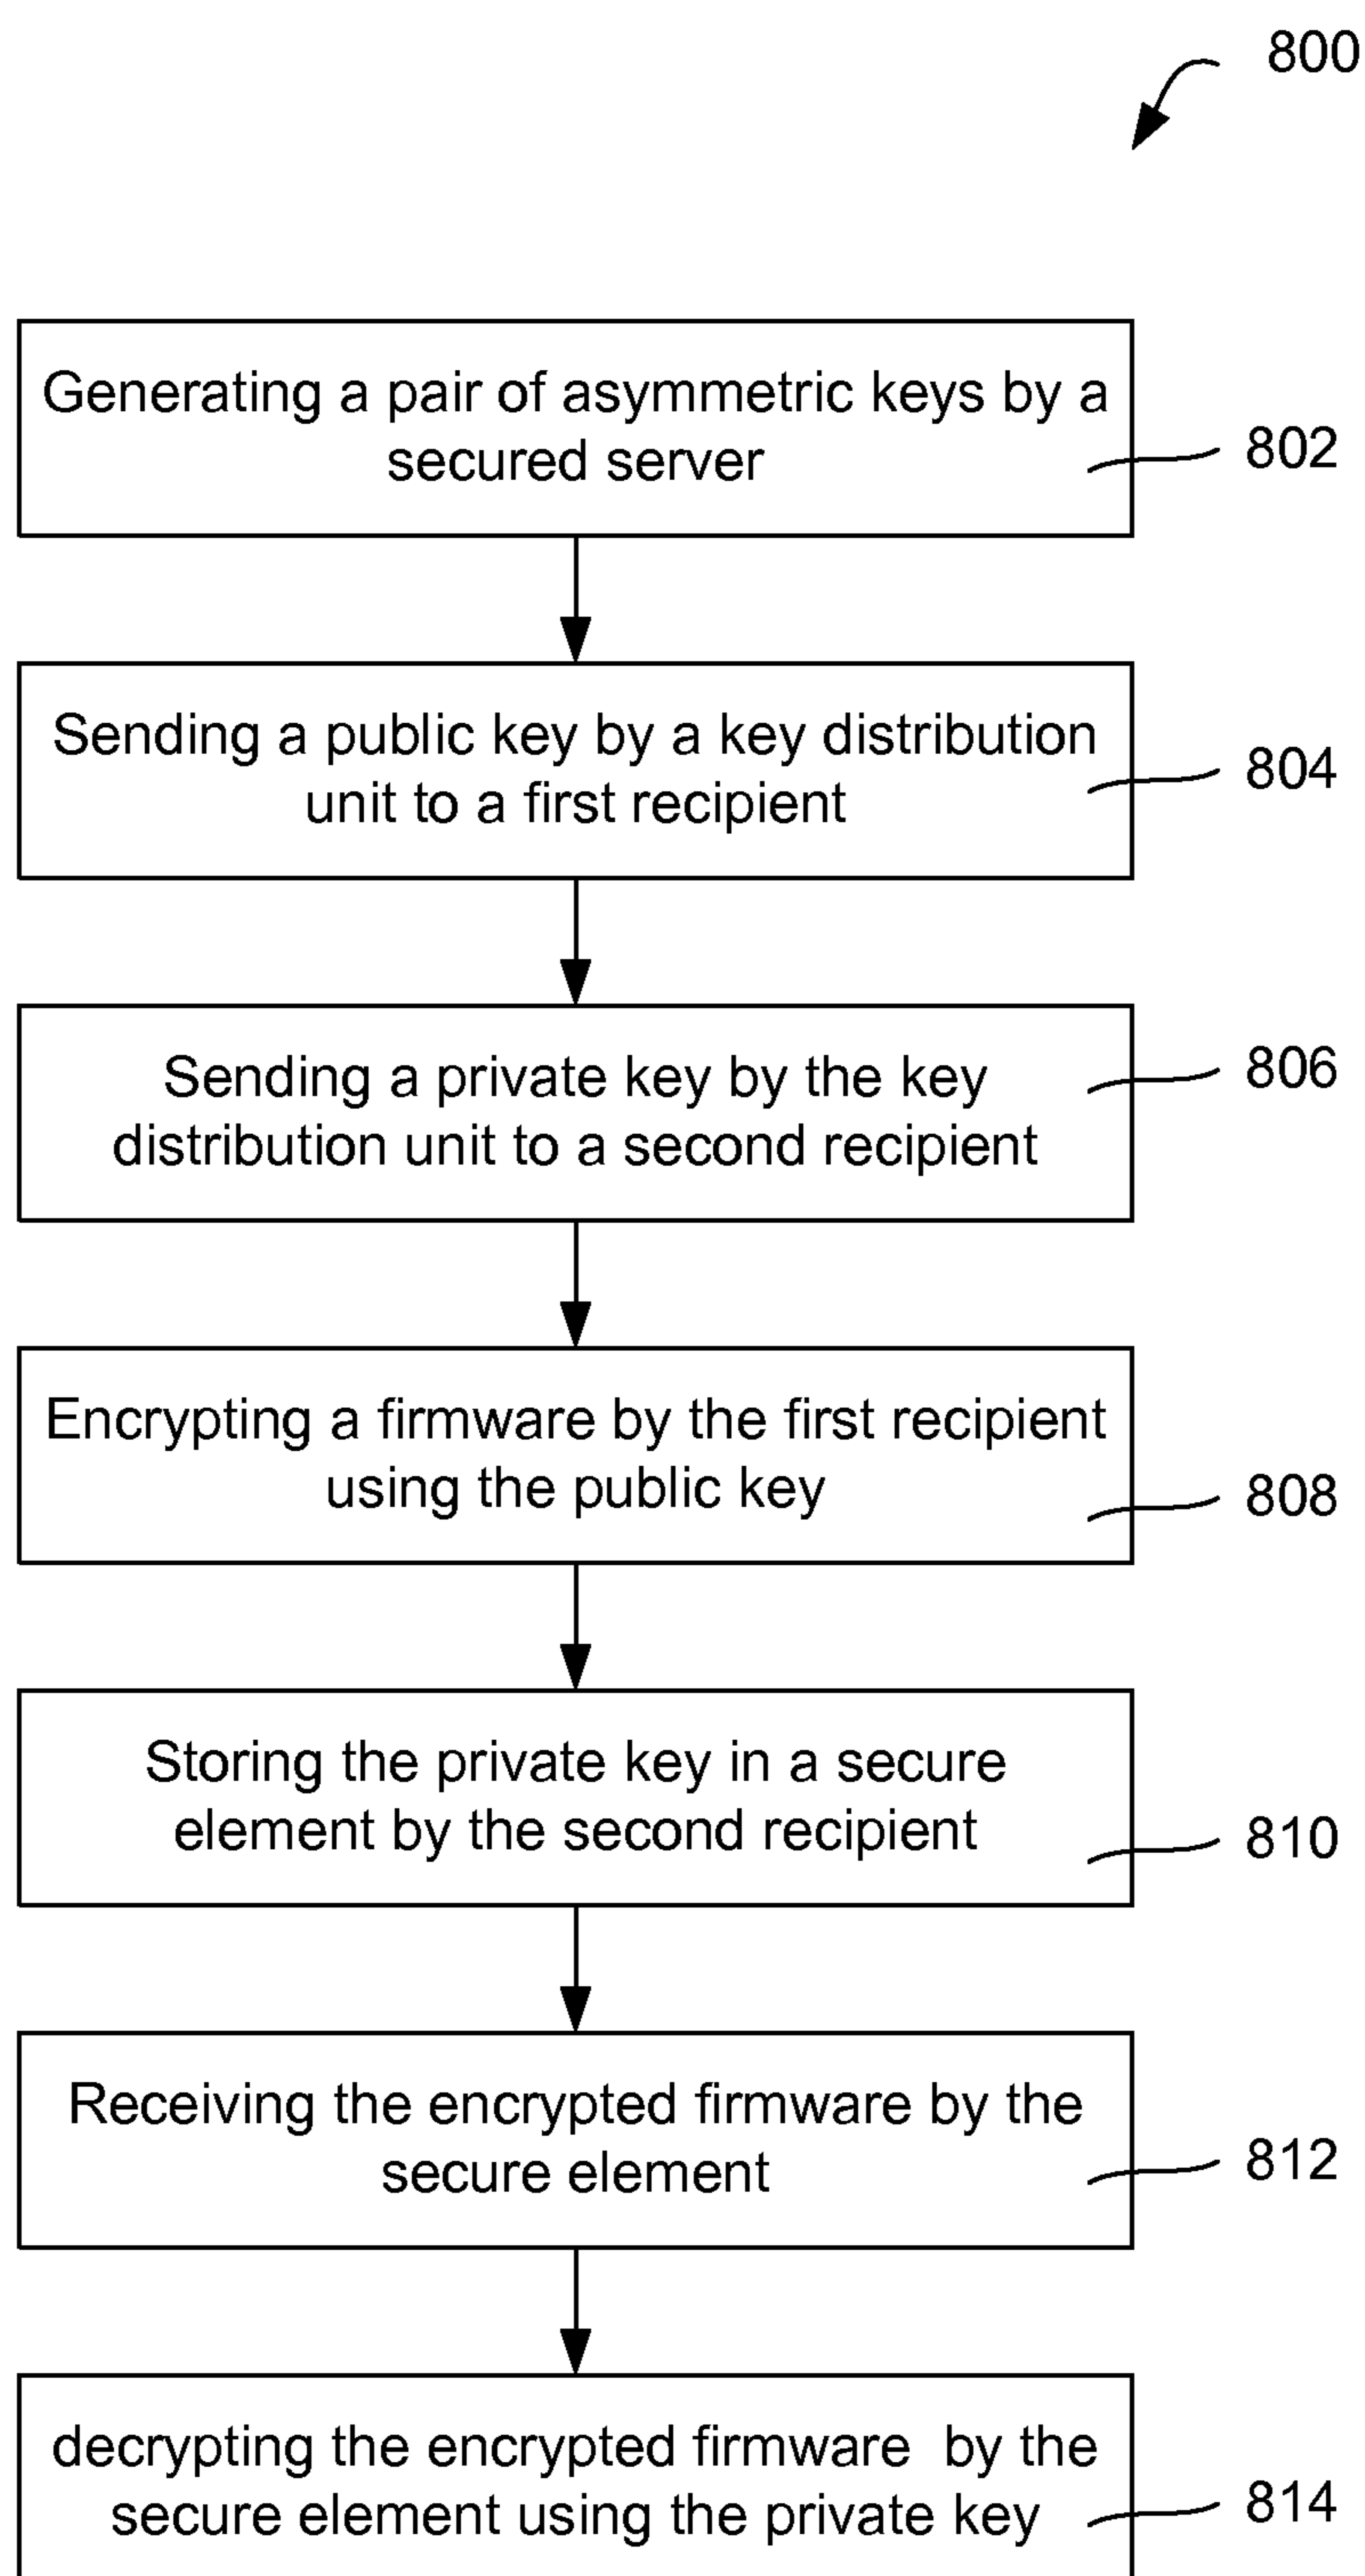 800
Generating a pair of asymmetric keys by a
secured server
802
Sending a public key by a key distribution
unit to a first recipient
804
Sending a private key by the key
distribution unit to a second recipient
806
Encrypting a firmware by the first recipient
using the public key
808
Storing the private key in a secure
element by the second recipient
810
Receiving the encrypted firmware by the
secure element
812
decrypting the encrypted firmware  by the
secure element using the private key
814